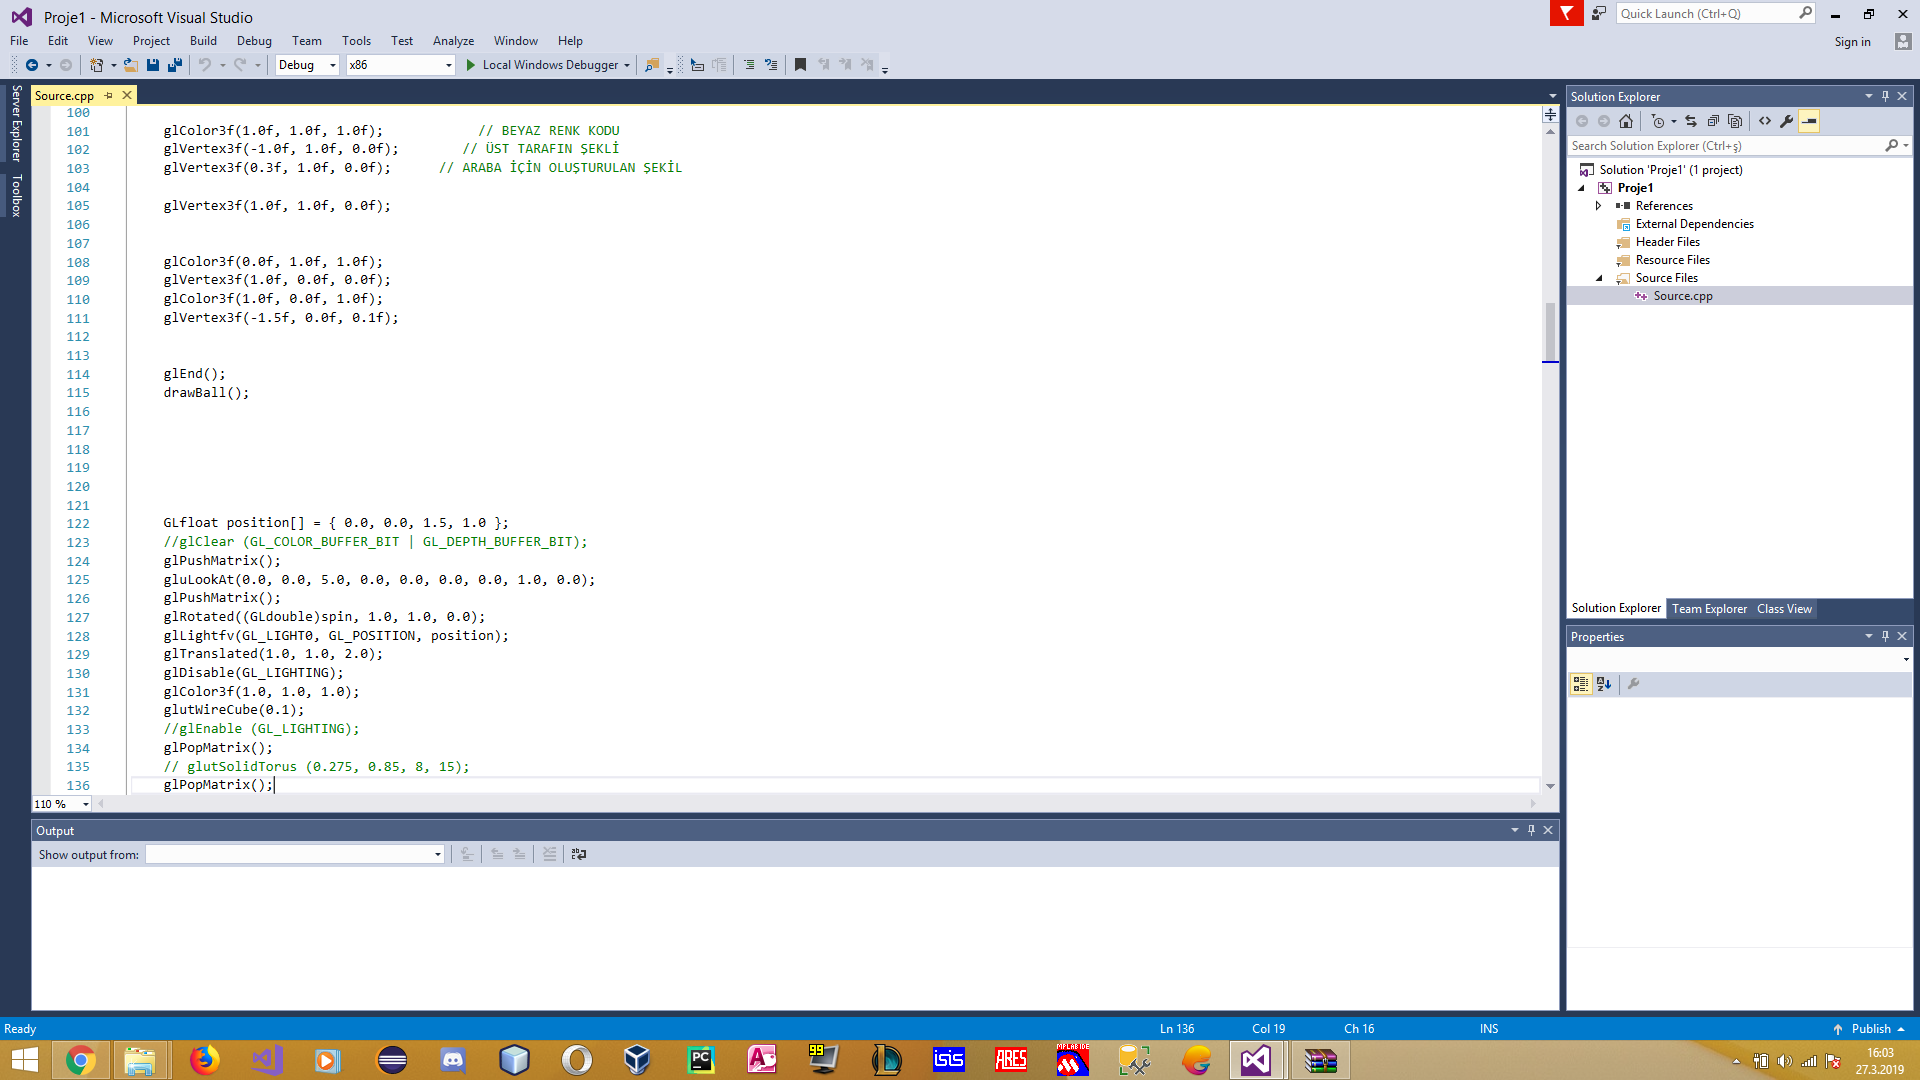 Proje1 - Microsoft Visual Studio
Quick Launch (Ctrl+Q)
File Edit View Project Build Debug Team Tools Test Analyze Window Help
Sign in
Debug x86 Local Windows Debugger
Server Explorer
Toolbox
Source.cpp
100
101 glColor3f(1.0f, 1.0f, 1.0f); // BEYAZ RENK KODU
102 glVertex3f(-1.0f, 1.0f, 0.0f); // ÜST TARAFIN ŞEKLİ
103 glVertex3f(0.3f, 1.0f, 0.0f); // ARABA İÇİN OLUŞTURULAN ŞEKİL
104
105 glVertex3f(1.0f, 1.0f, 0.0f);
106
107
108 glColor3f(0.0f, 1.0f, 1.0f);
109 glVertex3f(1.0f, 0.0f, 0.0f);
110 glColor3f(1.0f, 0.0f, 1.0f);
111 glVertex3f(-1.5f, 0.0f, 0.1f);
112
113
114 glEnd();
115 drawBall();
116
117
118
119
120
121
122 GLfloat position[] = { 0.0, 0.0, 1.5, 1.0 };
123 //glClear (GL_COLOR_BUFFER_BIT | GL_DEPTH_BUFFER_BIT);
124 glPushMatrix();
125 gluLookAt(0.0, 0.0, 5.0, 0.0, 0.0, 0.0, 0.0, 1.0, 0.0);
126 glPushMatrix();
127 glRotated((GLdouble)spin, 1.0, 1.0, 0.0);
128 glLightfv(GL_LIGHT0, GL_POSITION, position);
129 glTranslated(1.0, 1.0, 2.0);
130 glDisable(GL_LIGHTING);
131 glColor3f(1.0, 1.0, 1.0);
132 glutWireCube(0.1);
133 //glEnable (GL_LIGHTING);
134 glPopMatrix();
135 // glutSolidTorus (0.275, 0.85, 8, 15);
136 glPopMatrix();
110 %
Output
Show output from:
Solution Explorer
Search Solution Explorer (Ctrl+ş)
Solution 'Proje1' (1 project)
Proje1
References
External Dependencies
Header Files
Resource Files
Source Files
Source.cpp
Solution Explorer Team Explorer Class View
Properties
Ready Ln 136 Col 19 Ch 16 INS Publish
PC
99
isis
ARES
MPLAB IDE
16:03
27.3.2019